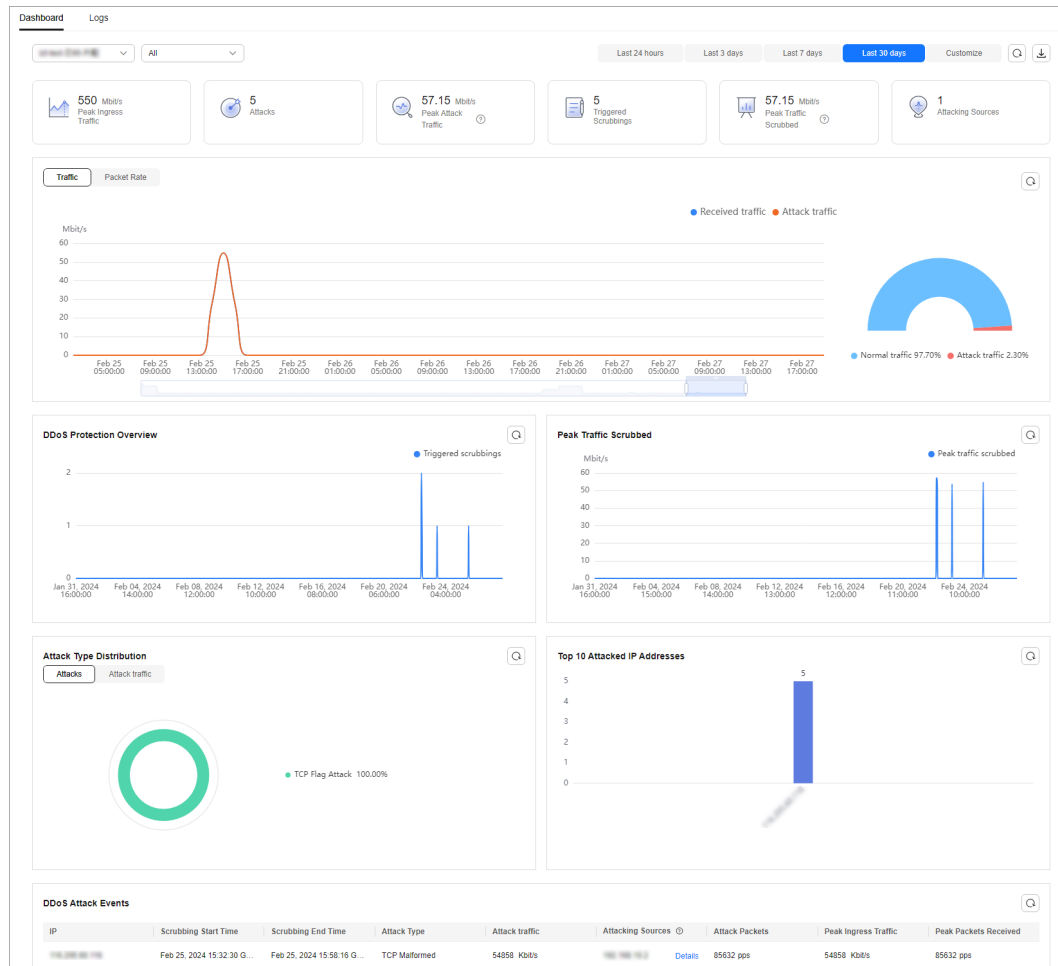 Dashboard Logs
All
Last 24 hours Last 3 days Last 7 days Last 30 days Customize
550 Mbit/s
Peak Ingress
Traffic
5
Attacks
57.15 Mbit/s
Peak Attack
Traffic
5
Triggered
Scrubbings
57.15 Mbit/s
Peak Traffic
Scrubbed
1
Attacking Sources
Traffic Packet Rate
Received traffic Attack traffic
Mbit/s
60
50
40
30
20
10
0
Feb 25 Feb 25 Feb 25 Feb 25 Feb 25 Feb 26 Feb 26 Feb 26 Feb 26 Feb 26 Feb 26 Feb 27 Feb 27 Feb 27 Feb 27 Feb 27
05:00:00 09:00:00 13:00:00 17:00:00 21:00:00 01:00:00 05:00:00 09:00:00 13:00:00 17:00:00 21:00:00 01:00:00 05:00:00 09:00:00 13:00:00 17:00:00
Normal traffic 97.70% Attack traffic 2.30%
DDoS Protection Overview
Triggered scrubbings
2
1
0
Jan 31, 2024 Feb 04, 2024 Feb 08, 2024 Feb 12, 2024 Feb 16, 2024 Feb 20, 2024 Feb 24, 2024
16:00:00 14:00:00 12:00:00 10:00:00 08:00:00 06:00:00 04:00:00
Peak Traffic Scrubbed
Peak traffic scrubbed
Mbit/s
60
50
40
30
20
10
0
Jan 31, 2024 Feb 04, 2024 Feb 08, 2024 Feb 12, 2024 Feb 16, 2024 Feb 20, 2024 Feb 24, 2024
16:00:00 15:00:00 14:00:00 13:00:00 12:00:00 11:00:00 10:00:00
Attack Type Distribution
Attacks Attack traffic
TCP Flag Attack 100.00%
Top 10 Attacked IP Addresses
5
5
4
3
2
1
0
DDoS Attack Events
IP Scrubbing Start Time Scrubbing End Time Attack Type Attack traffic Attacking Sources Attack Packets Peak Ingress Traffic Peak Packets Received
Feb 25, 2024 15:32:30 G... Feb 25, 2024 15:58:16 G... TCP Malformed 54858 Kbit/s Details 85632 pps 54858 Kbit/s 85632 pps